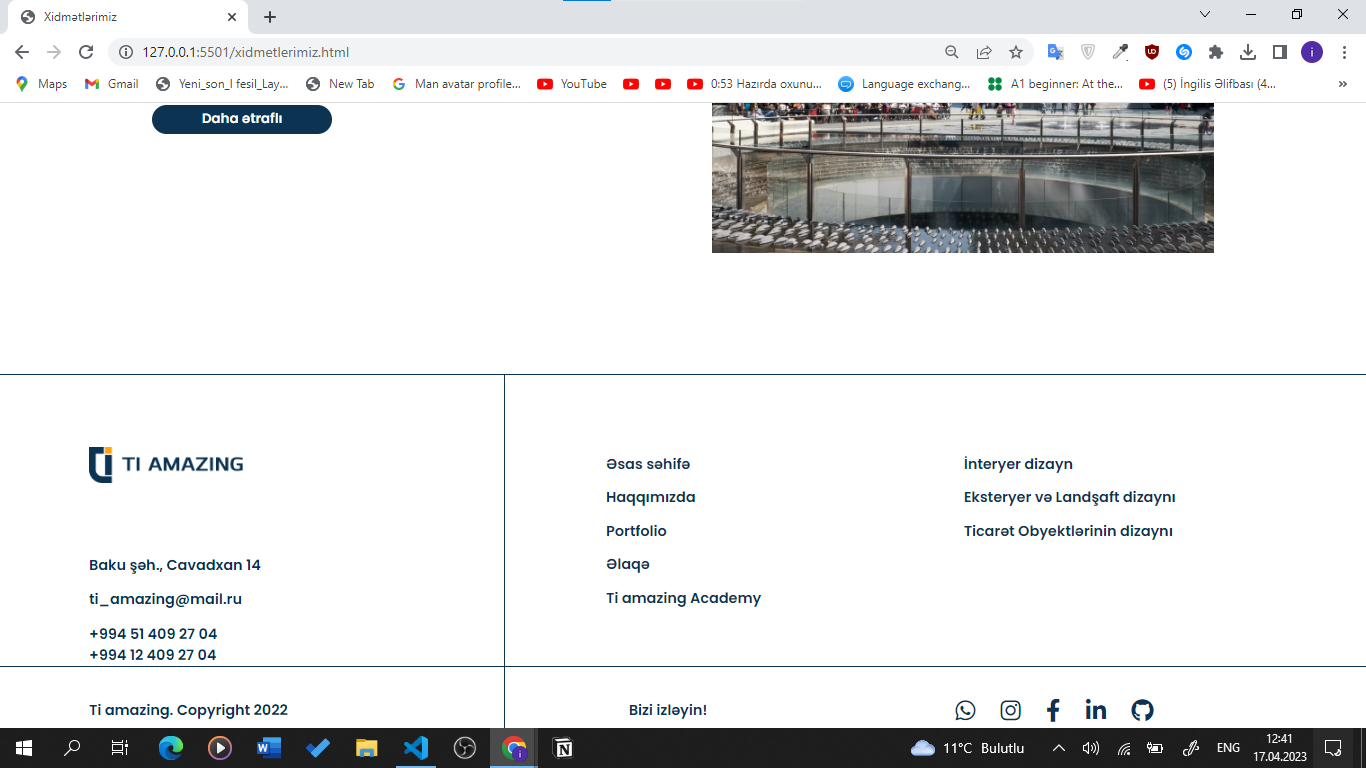 Xidmətlərimiz
127.0.0.1:5501/xidmetlerimiz.html
Maps
Gmail
Yeni_son_I fesil_Lay...
New Tab
Man avatar profile...
YouTube
0:53 Hazırda oxunu...
Language exchang...
A1 beginner: At the...
(5) İngilis Əlifbası (4...
Daha ətraflı
TI AMAZING
Əsas səhifə
İnteryer dizayn
Haqqımızda
Eksteryer və Landşaft dizaynı
Portfolio
Ticarət Obyektlərinin dizaynı
Əlaqə
Baku şəh., Cavadxan 14
Ti amazing Academy
ti_amazing@mail.ru
+994 51 409 27 04
+994 12 409 27 04
Ti amazing. Copyright 2022
Bizi izləyin!
11°C Bulutlu
ENG
12:41
17.04.2023